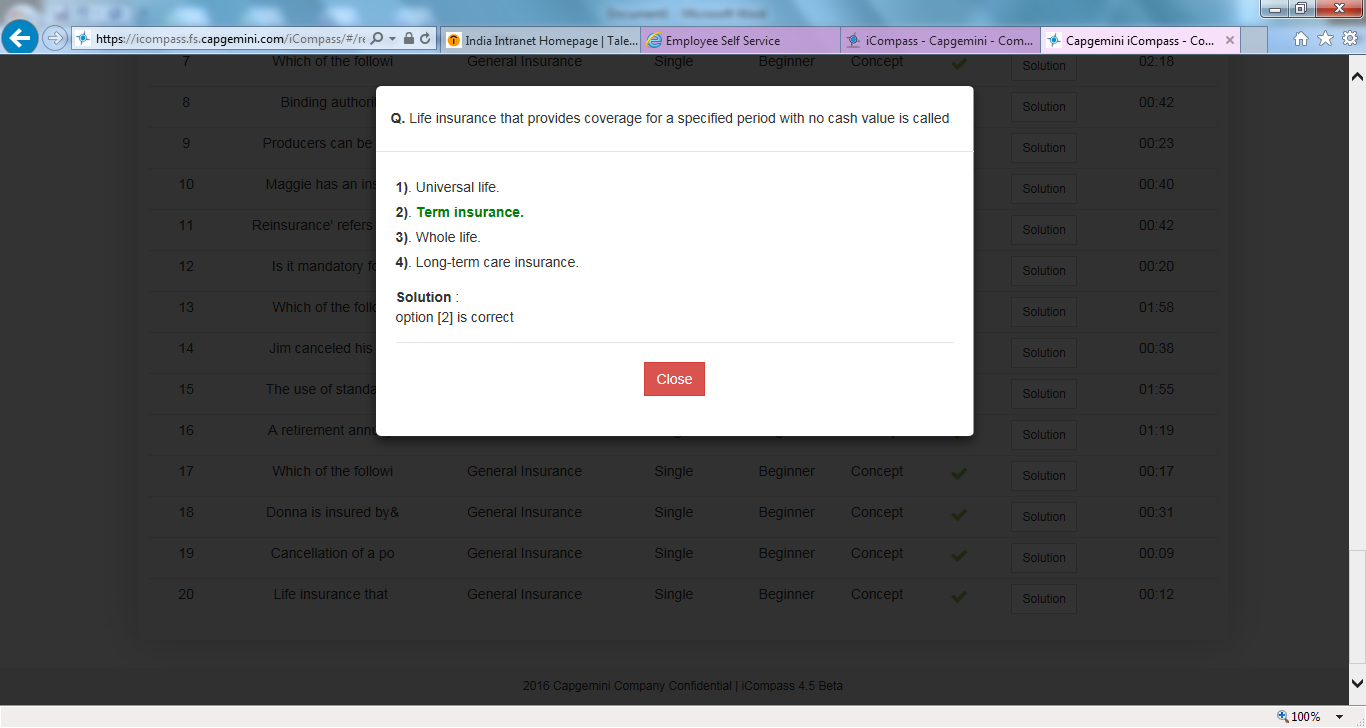 https://icompass.fs.capgemini.com/iCompass/#/re
India Intranet Homepage | Tale...
Employee Self Service
iCompass - Capgemini - Com...
Capgemini iCompass - Co...
7 Which of the followi General Insurance Single Beginner Concept Solution 02:18
Q. Life insurance that provides coverage for a specified period with no cash value is called
1). Universal life.
2). Term insurance.
3). Whole life.
4). Long-term care insurance.
Solution :
option [2] is correct
Close
8 Binding authori Solution 00:42
9 Producers can be Solution 00:23
10 Maggie has an ins Solution 00:40
11 Reinsurance' refers Solution 00:42
12 Is it mandatory fo Solution 00:20
13 Which of the follo Solution 01:58
14 Jim canceled his Solution 00:38
15 The use of standa Solution 01:55
16 A retirement ann Solution 01:19
17 Which of the followi General Insurance Single Beginner Concept Solution 00:17
18 Donna is insured by& General Insurance Single Beginner Concept Solution 00:31
19 Cancellation of a po General Insurance Single Beginner Concept Solution 00:09
20 Life insurance that General Insurance Single Beginner Concept Solution 00:12
2016 Capgemini Company Confidential | iCompass 4.5 Beta
100%